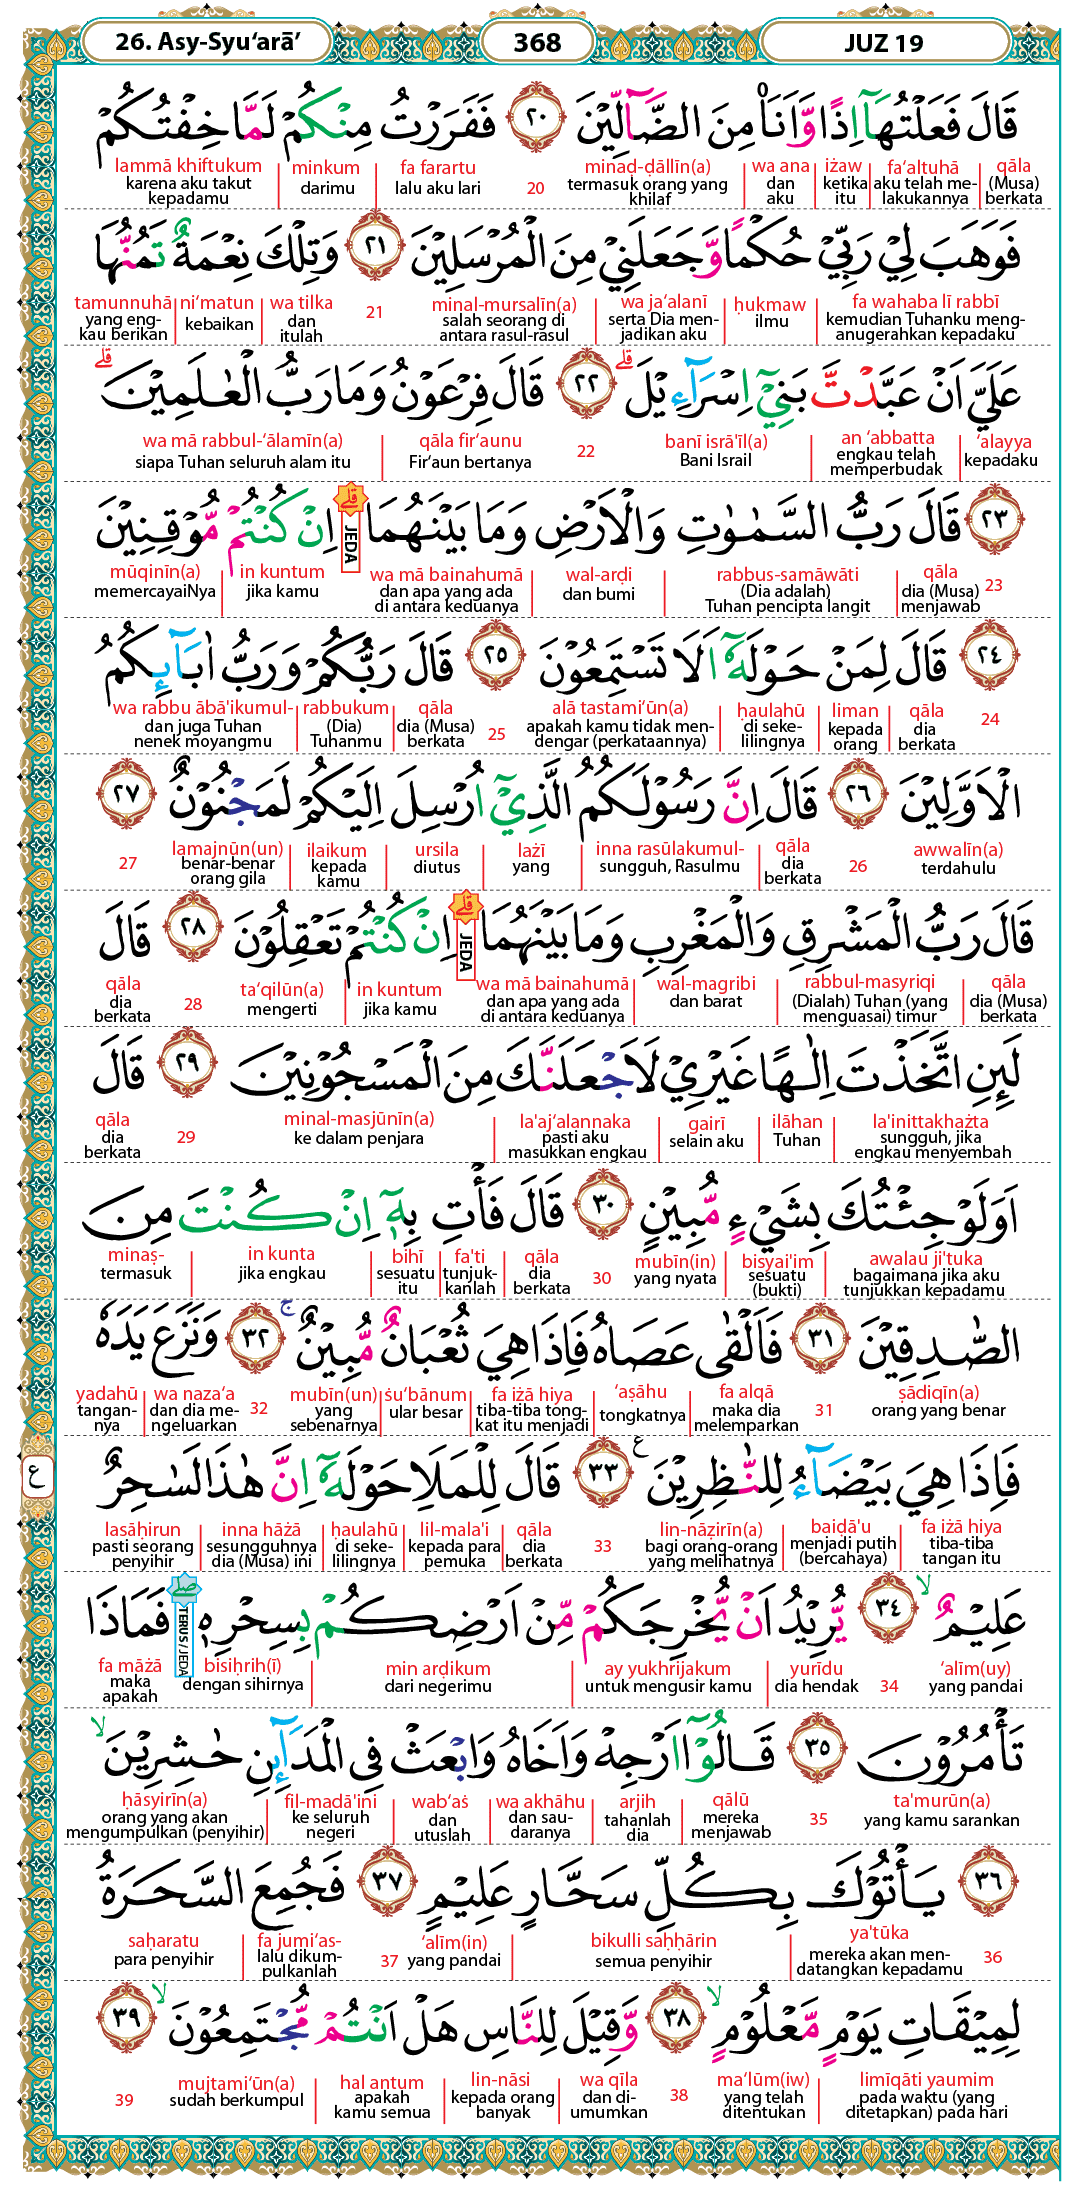 26. Asy-Syu‘arā’ 368 JUZ 19
قَالَ فَعَلْتُهَآ اِذًا وَّاَنَا۠ مِنَ الضَّاۤلِّيْنَ ۝٢٠ فَفَرَرْتُ مِنْكُمْ لَمَّا خِفْتُكُمْ
qāla fa‘altuhā iżaw wa ana minaḍ-ḍāllīn(a) 20 fa farartu minkum lammā khiftukum
(Musa) berkata | aku telah melakukannya | ketika itu | dan aku | termasuk orang yang khilaf | lalu aku lari | darimu | karena aku takut kepadamu
فَوَهَبَ لِيْ رَبِّيْ حُكْمًا وَّجَعَلَنِيْ مِنَ الْمُرْسَلِيْنَ ۝٢١ وَتِلْكَ نِعْمَةٌ تَمُنُّهَا
fa wahaba lī rabbī ḥukmaw wa ja‘alanī minal-mursalīn(a) 21 wa tilka ni‘matun tamunnuhā
kemudian Tuhanku menganugerahkan kepadaku | ilmu | serta Dia menjadikan aku | salah seorang di antara rasul-rasul | dan itulah | kebaikan | yang engkau berikan
عَلَيَّ اَنْ عَبَّدْتَّ بَنِيْٓ اِسْرَاۤءِيْلَ ۗ ۝٢٢ قَالَ فِرْعَوْنُ وَمَا رَبُّ الْعٰلَمِيْنَ ۗ
‘alayya an ‘abbatta banī isrā'īl(a) 22 qāla fir‘aunu wa mā rabbul-‘ālamīn(a)
kepadaku | engkau telah memperbudak | Bani Israil | Fir‘aun bertanya | siapa Tuhan seluruh alam itu
۝٢٣ قَالَ رَبُّ السَّمٰوٰتِ وَالْاَرْضِ وَمَا بَيْنَهُمَا ۗ JEDA اِنْ كُنْتُمْ مُّوْقِنِيْنَ
23 qāla rabbus-samāwāti wal-arḍi wa mā bainahumā in kuntum mūqinīn(a)
dia (Musa) menjawab | (Dia adalah) Tuhan pencipta langit | dan bumi | dan apa yang ada di antara keduanya | jika kamu | memercayaiNya
۝٢٤ قَالَ لِمَنْ حَوْلَهٗٓ اَلَا تَسْتَمِعُوْنَ ۝٢٥ قَالَ رَبُّكُمْ وَرَبُّ اٰبَاۤىِٕكُمُ
24 qāla liman ḥaulahū alā tastami‘ūn(a) 25 qāla rabbukum wa rabbu ābā'ikumul-
dia berkata | kepada orang | di sekelilingnya | apakah kamu tidak mendengar (perkataannya) | dia (Musa) berkata | (Dia) Tuhanmu | dan juga Tuhan nenek moyangmu
الْاَوَّلِيْنَ ۝٢٦ قَالَ اِنَّ رَسُوْلَكُمُ الَّذِيْٓ اُرْسِلَ اِلَيْكُمْ لَمَجْنُوْنٌ ۝٢٧
awwalīn(a) 26 qāla inna rasūlakumul- lażī ursila ilaikum lamajnūn(un) 27
terdahulu | dia berkata | sungguh, Rasulmu | yang | diutus | kepada kamu | benar-benar orang gila
قَالَ رَبُّ الْمَشْرِقِ وَالْمَغْرِبِ وَمَا بَيْنَهُمَا ۗ JEDA اِنْ كُنْتُمْ تَعْقِلُوْنَ ۝٢٨ قَالَ
qāla rabbul-masyriqi wal-magribi wa mā bainahumā in kuntum ta‘qilūn(a) 28 qāla
dia (Musa) berkata | (Dialah) Tuhan (yang menguasai) timur | dan barat | dan apa yang ada di antara keduanya | jika kamu | mengerti | dia berkata
لَىِٕنِ اتَّخَذْتَ اِلٰهًا غَيْرِيْ لَاَجْعَلَنَّكَ مِنَ الْمَسْجُوْنِيْنَ ۝٢٩ قَالَ
la'inittakhażta ilāhan gairī la'aj‘alannaka minal-masjūnīn(a) 29 qāla
sungguh, jika engkau menyembah | Tuhan | selain aku | pasti aku masukkan engkau | ke dalam penjara | dia berkata
اَوَلَوْ جِئْتُكَ بِشَيْءٍ مُّبِيْنٍ ۝٣٠ قَالَ فَأْتِ بِهٖٓ اِنْ كُنْتَ مِنَ
awalau ji'tuka bisyai'im mubīn(in) 30 qāla fa'ti bihī in kunta minaṣ-
bagaimana jika aku tunjukkan kepadamu | sesuatu (bukti) | yang nyata | dia berkata | tunjukkanlah | sesuatu itu | jika engkau | termasuk
الصّٰدِقِيْنَ ۝٣١ فَاَلْقٰى عَصَاهُ فَاِذَا هِيَ ثُعْبَانٌ مُّبِيْنٌ ۚ ۝٣٢ وَنَزَعَ يَدَهٗ
ṣādiqīn(a) 31 fa alqā ‘aṣāhu fa iżā hiya ṡu‘bānum mubīn(un) 32 wa naza‘a yadahū
orang yang benar | maka dia melemparkan | tongkatnya | tiba-tiba tongkat itu menjadi | ular besar | yang sebenarnya | dan dia mengeluarkan | tangannya
ع
فَاِذَا هِيَ بَيْضَاۤءُ لِلنّٰظِرِيْنَ ࣖ ۝٣٣ قَالَ لِلْمَلَاِ حَوْلَهٗٓ اِنَّ هٰذَا لَسٰحِرٌ
fa iżā hiya baiḍā'u lin-nāẓirīn(a) 33 qāla lil-mala'i ḥaulahū inna hāżā lasāḥirun
tiba-tiba tangan itu | menjadi putih (bercahaya) | bagi orang-orang yang melihatnya | dia berkata | kepada para pemuka | di sekelilingnya | sesungguhnya dia (Musa) ini | pasti seorang penyihir
عَلِيْمٌ ۙ ۝٣٤ يُّرِيْدُ اَنْ يُّخْرِجَكُمْ مِّنْ اَرْضِكُمْ بِسِحْرِهٖ ۖ TERUS / JEDA فَمَاذَا
‘alīm(uy) 34 yurīdu ay yukhrijakum min arḍikum bisiḥrih(ī) fa māżā
yang pandai | dia hendak | untuk mengusir kamu | dari negerimu | dengan sihirnya | maka apakah
تَأْمُرُوْنَ ۝٣٥ قَالُوْٓا اَرْجِهْ وَاَخَاهُ وَابْعَثْ فِى الْمَدَاۤىِٕنِ حٰشِرِيْنَ ۙ
ta'murūn(a) 35 qālū arjih wa akhāhu wab‘aṡ fil-madā'ini ḥāsyirīn(a)
yang kamu sarankan | mereka menjawab | tahanlah dia | dan saudaranya | dan utuslah | ke seluruh negeri | orang yang akan mengumpulkan (penyihir)
۝٣٦ يَأْتُوْكَ بِكُلِّ سَحَّارٍ عَلِيْمٍ ۝٣٧ فَجُمِعَ السَّحَرَةُ
36 ya'tūka bikulli saḥḥārin ‘alīm(in) 37 fa jumi‘as- saḥaratu
mereka akan mendatangkan kepadamu | semua penyihir | yang pandai | lalu dikumpulkanlah | para penyihir
لِمِيْقَاتِ يَوْمٍ مَّعْلُوْمٍ ۙ ۝٣٨ وَّقِيْلَ لِلنَّاسِ هَلْ اَنْتُمْ مُّجْتَمِعُوْنَ ۙ ۝٣٩
limīqāti yaumim ma‘lūm(iw) 38 wa qīla lin-nāsi hal antum mujtami‘ūn(a) 39
pada waktu (yang ditetapkan) pada hari | yang telah ditentukan | dan diumumkan | kepada orang banyak | apakah kamu semua | sudah berkumpul